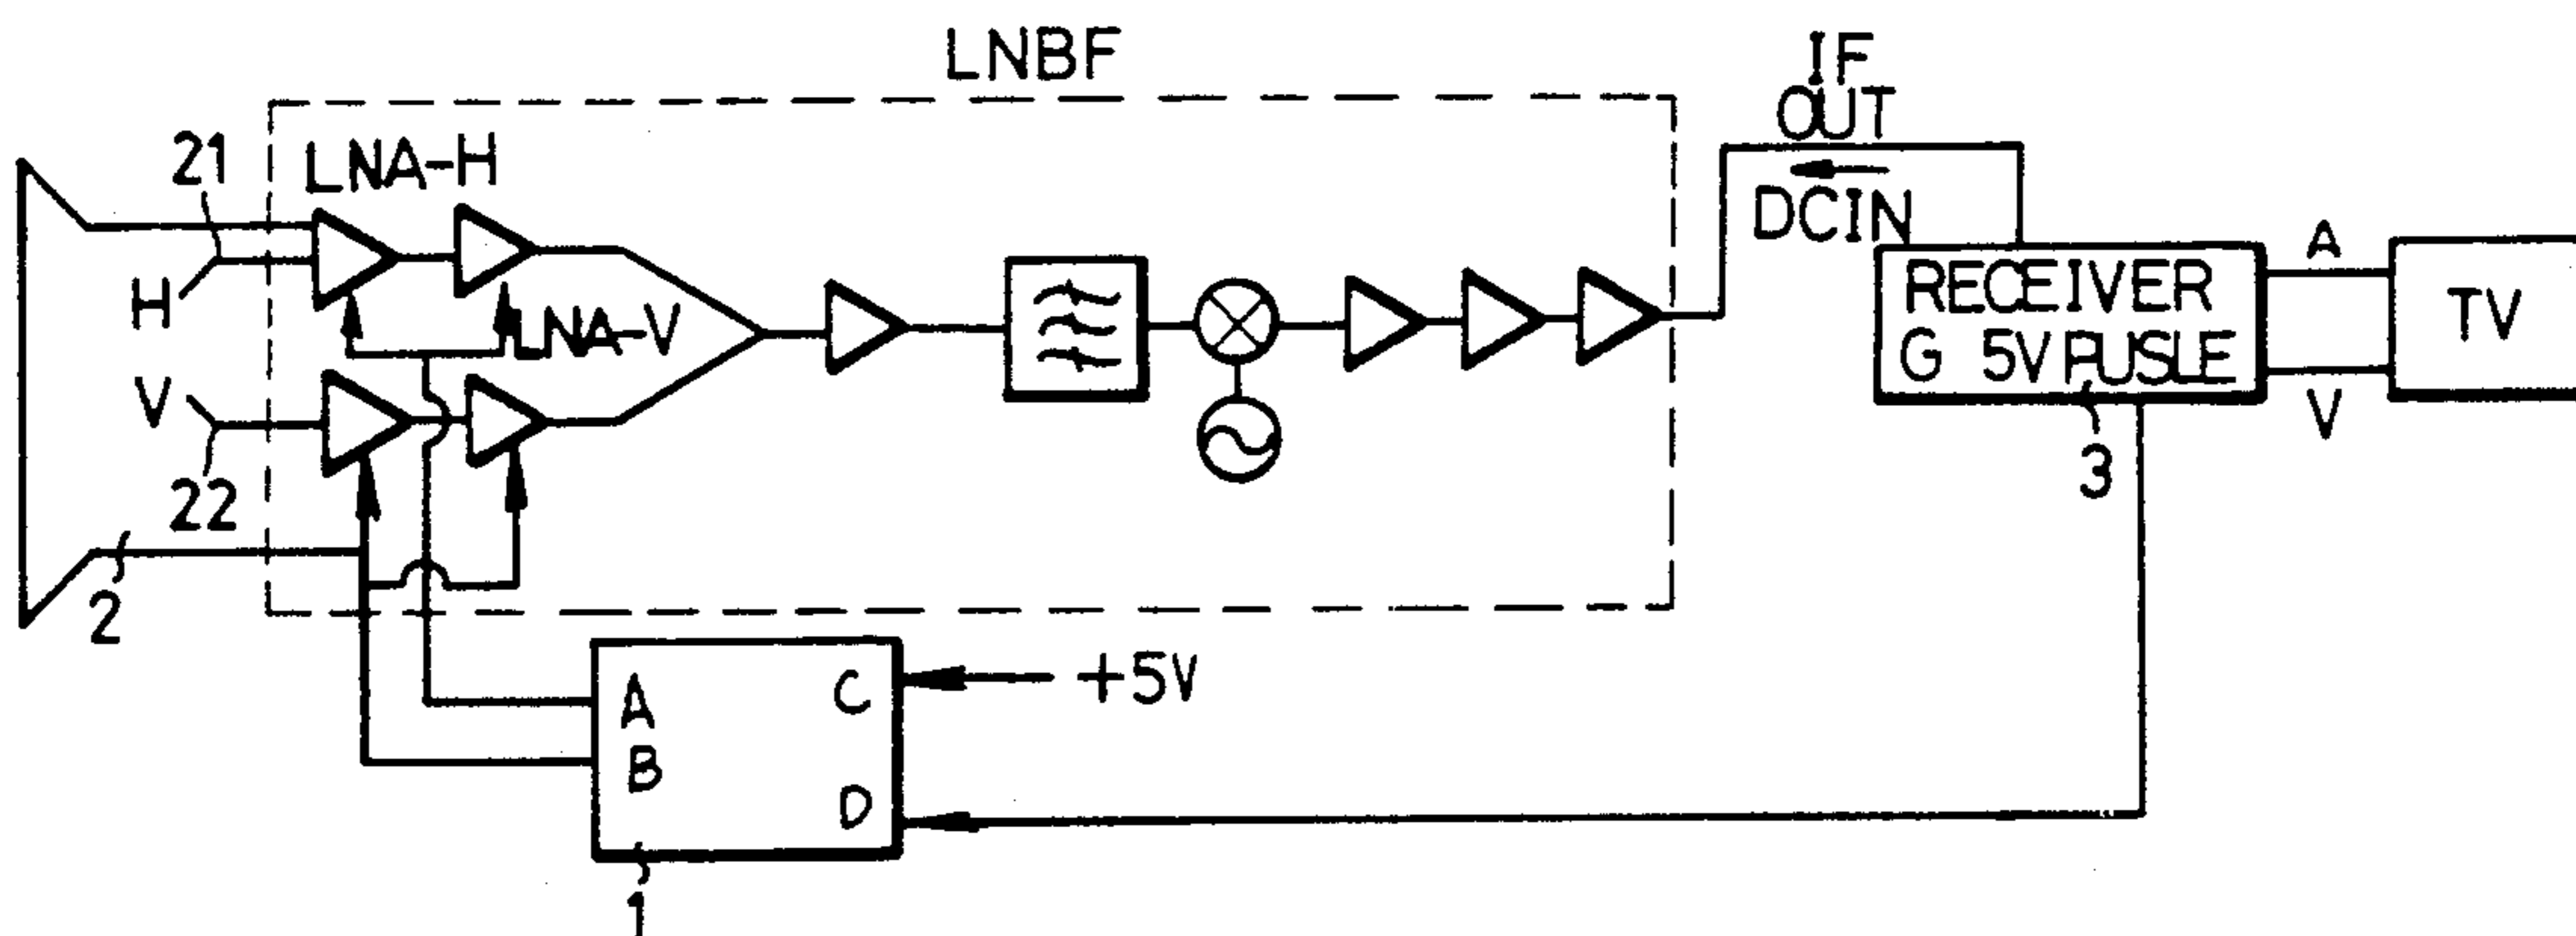 LNBF
IF
OUT
DCIN
21
LNA-H
H
LNA-V
V
22
2
RECEIVER
G 5V PUSLE
3
A
V
TV
A
B
C
D
+5V
1